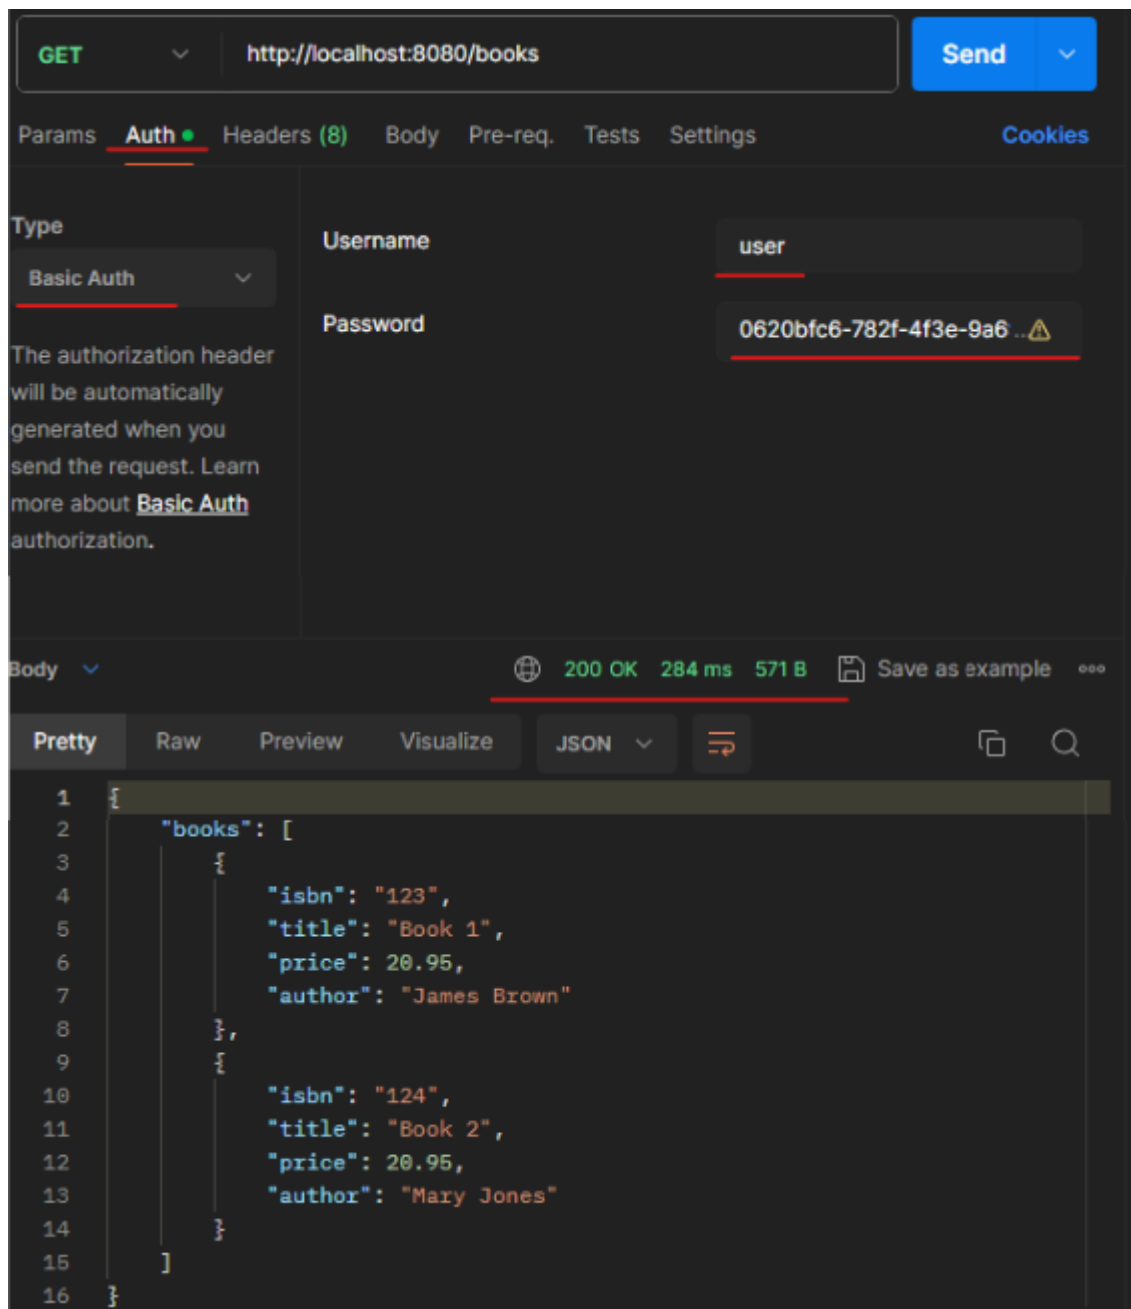 GET http://localhost:8080/books Send
Params Auth Headers (8) Body Pre-req. Tests Settings Cookies
Type
Basic Auth
The authorization header
will be automatically
generated when you
send the request. Learn
more about Basic Auth
authorization.
Username user
Password 0620bfc6-782f-4f3e-9a6 ...
Body 200 OK 284 ms 571 B Save as example
Pretty Raw Preview Visualize JSON
1 {
2 "books": [
3 {
4 "isbn": "123",
5 "title": "Book 1",
6 "price": 20.95,
7 "author": "James Brown"
8 },
9 {
10 "isbn": "124",
11 "title": "Book 2",
12 "price": 20.95,
13 "author": "Mary Jones"
14 }
15 ]
16 }